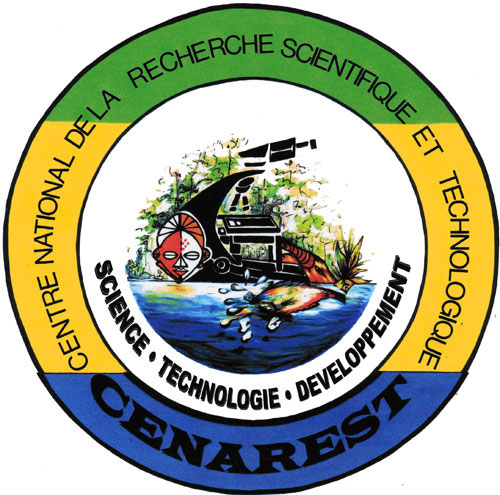 CENTRE NATIONAL DE LA RECHERCHE SCIENTIFIQUE ET TECHNOLOGIQUE
SCIENCE • TECHNOLOGIE • DEVELOPPEMENT
CENAREST